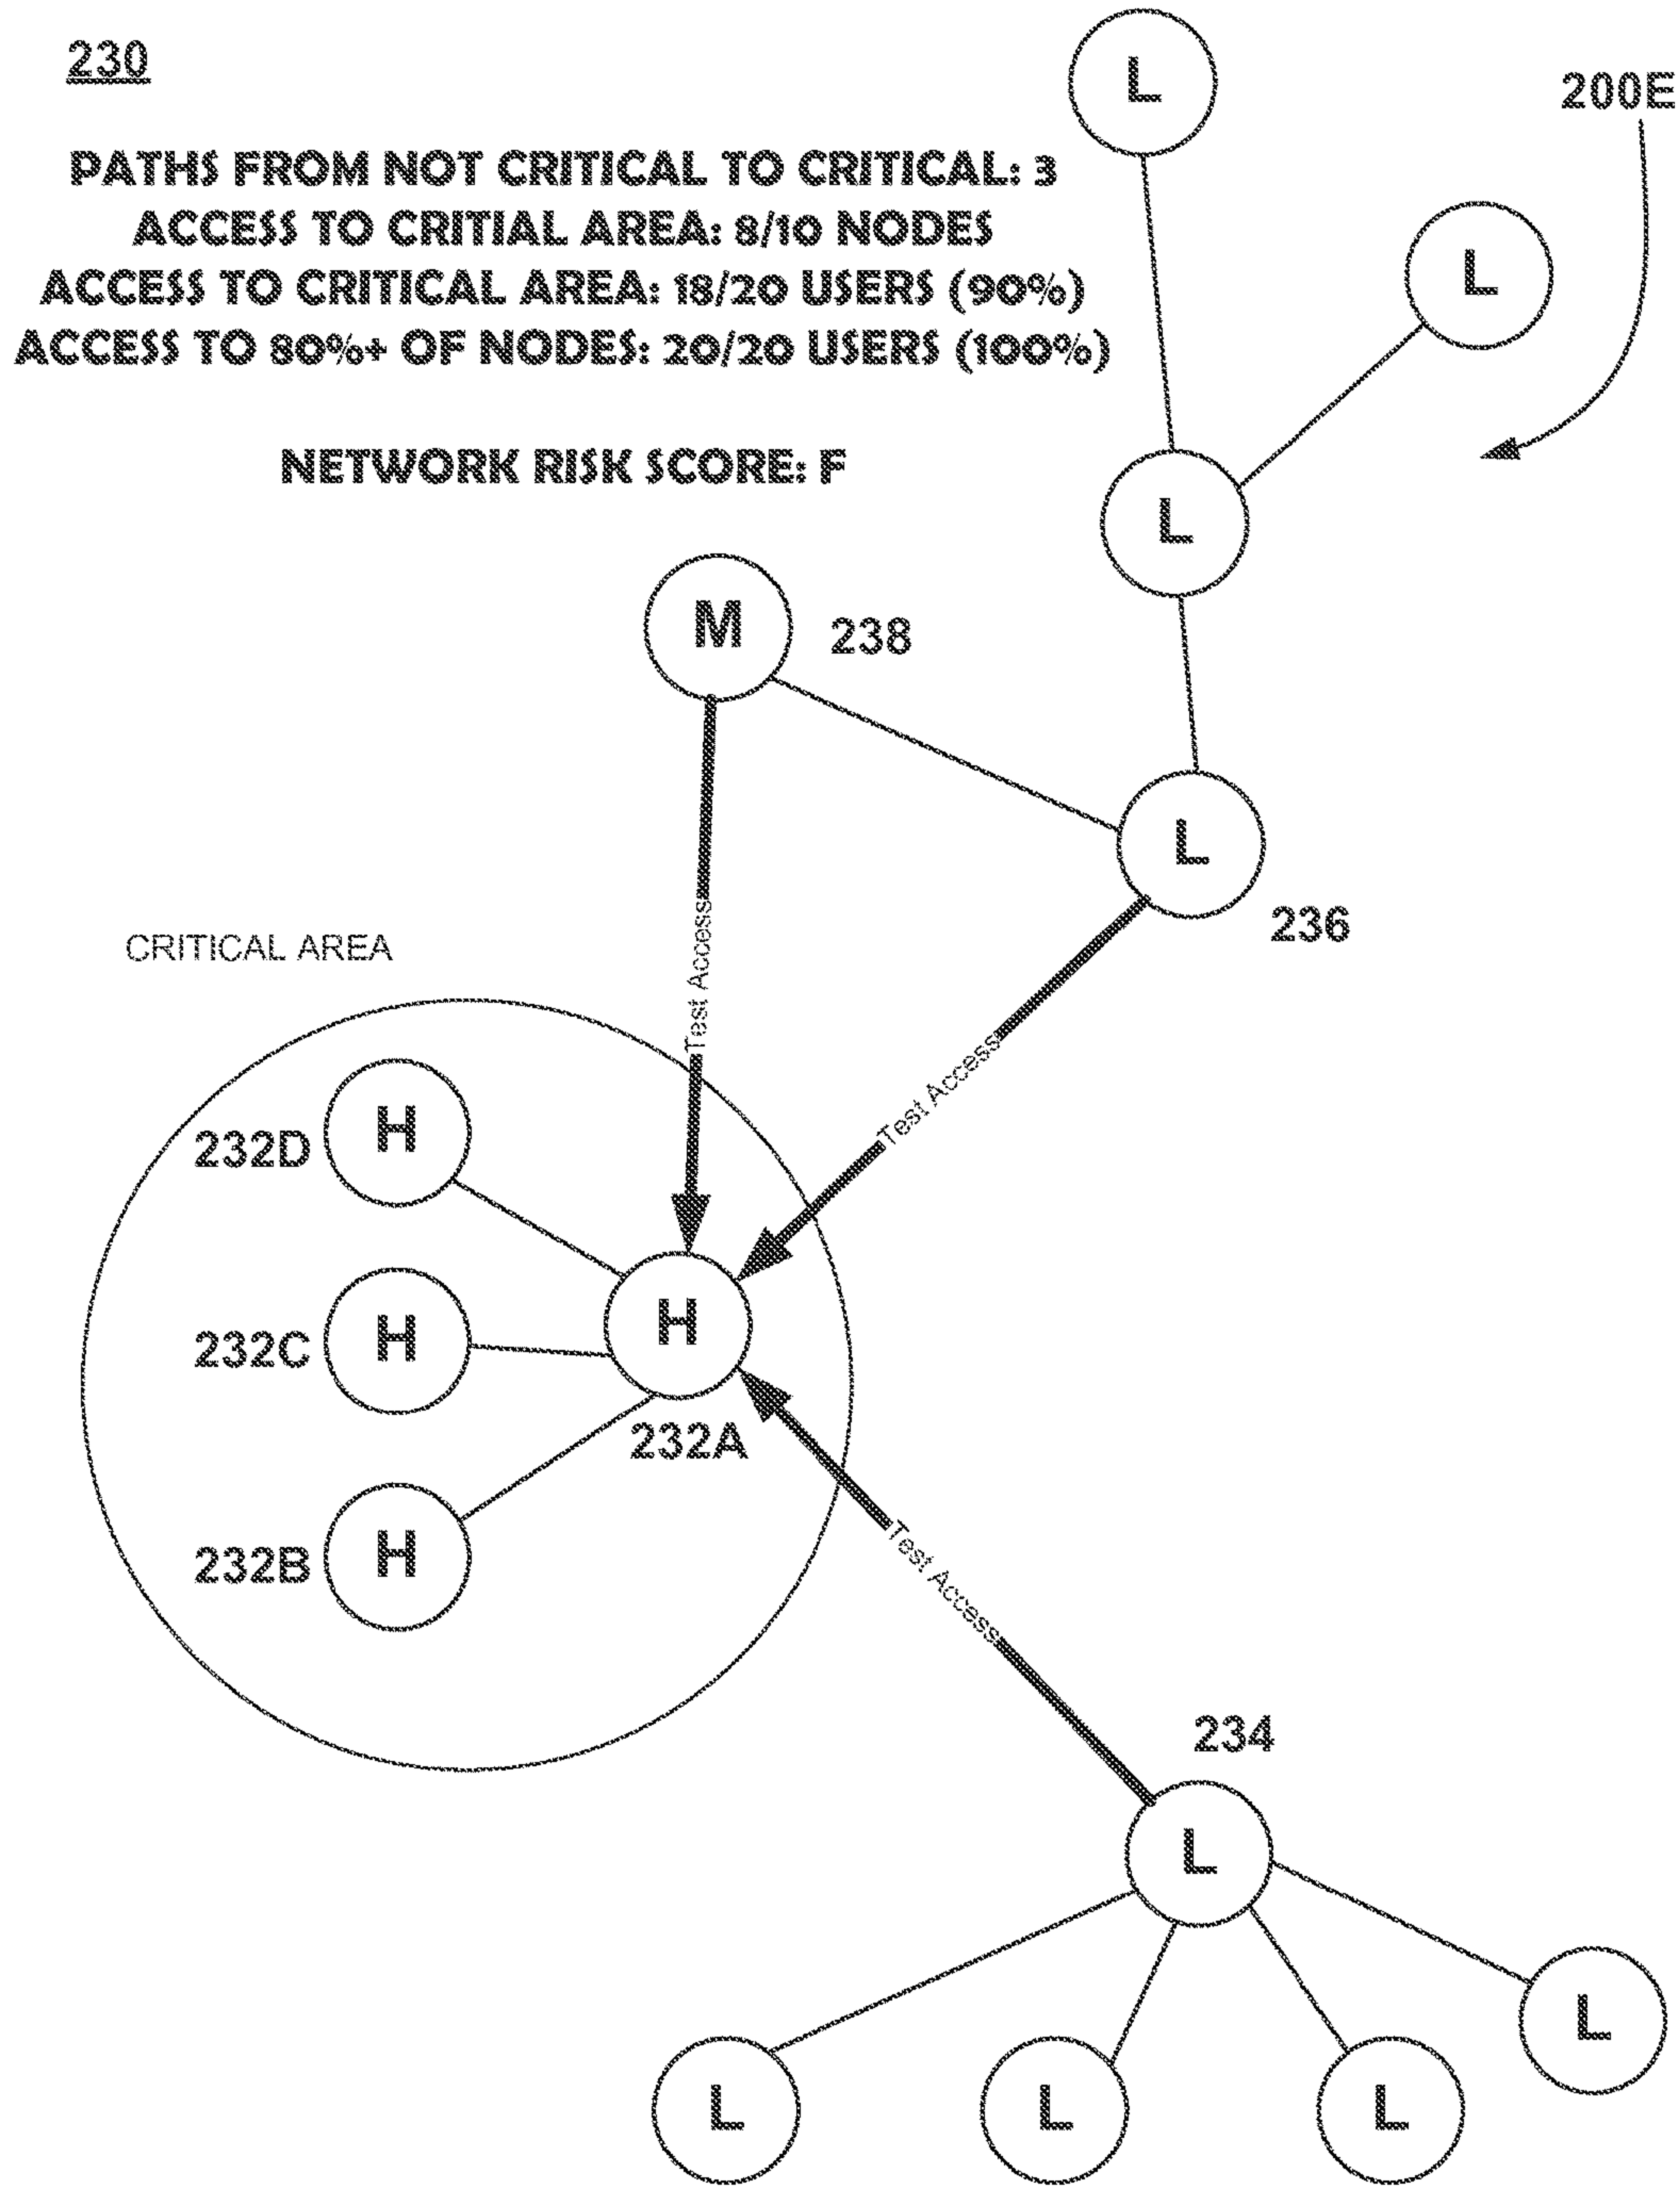 230
200E
PATHS FROM NOT CRITICAL TO CRITICAL: 3
ACCESS TO CRITIAL AREA: 8/10 NODES
ACCESS TO CRITICAL AREA: 18/20 USERS (90%)
ACCESS TO 80%+ OF NODES: 20/20 USERS (100%)
NETWORK RISK SCORE: F
L
L
L
M
238
L
236
Test Access
Test Access
CRITICAL AREA
232D
H
232C
H
H
232A
232B
H
Test Access
234
L
L
L
L
L